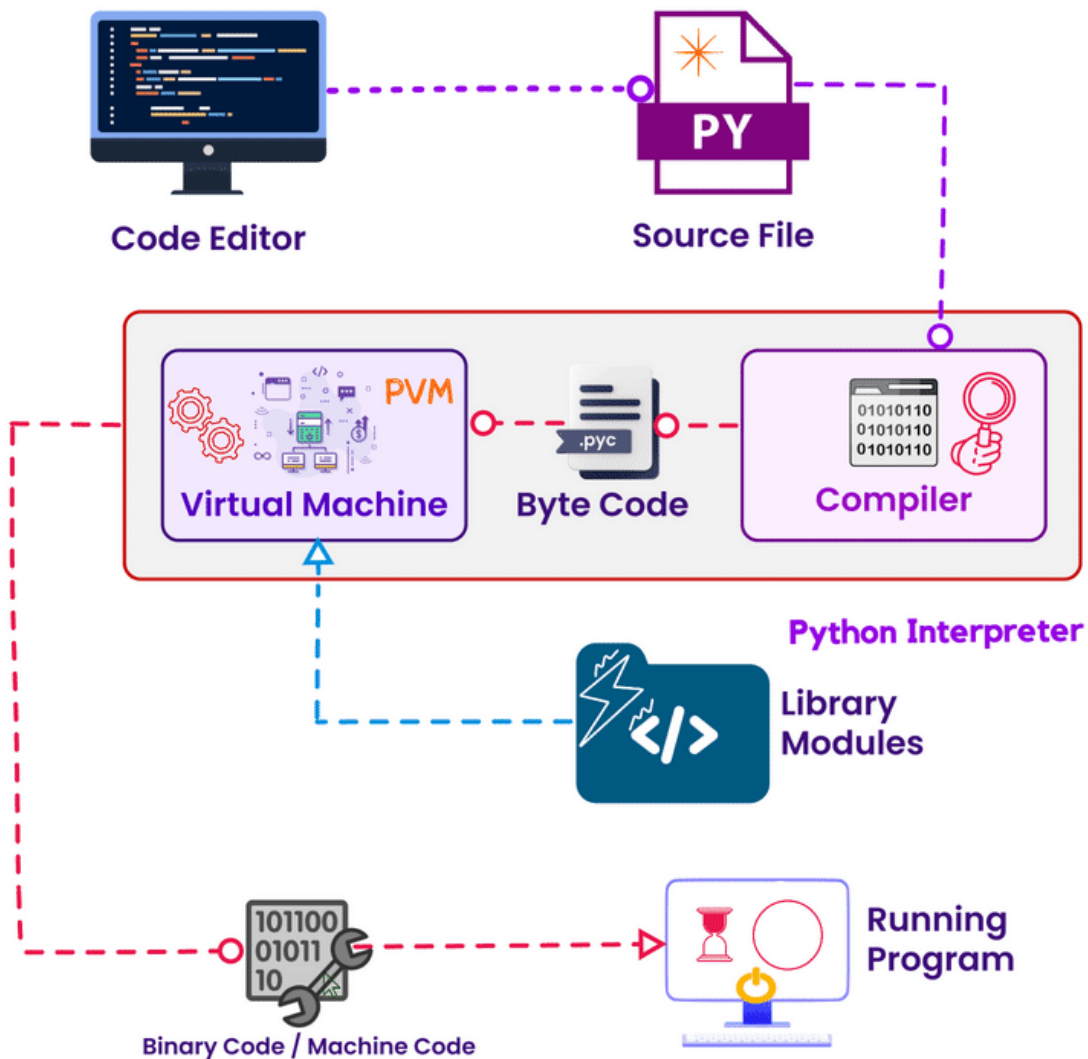 PY
Code Editor
Source File
PVM
.pyc
01010110
01010110
01010110
Virtual Machine
Byte Code
Compiler
Python Interpreter
</>
Library
Modules
101100
01011
10
Running
Program
Binary Code / Machine Code